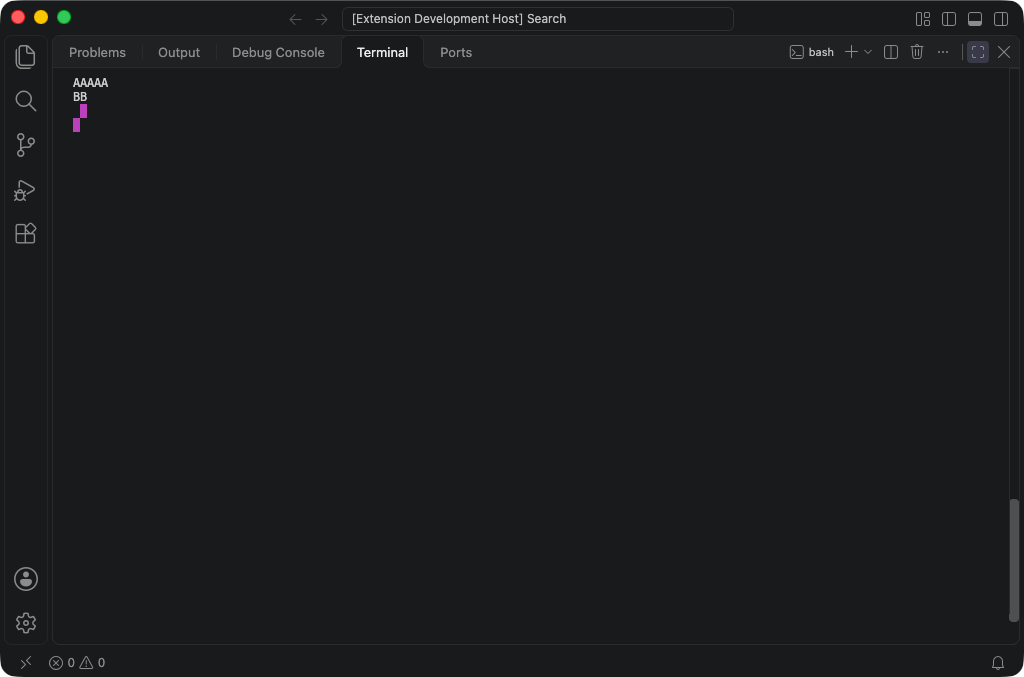 [Extension Development Host] Search
Problems
Output
Debug Console
Terminal
Ports
bash
AAAAA
BB
0
0